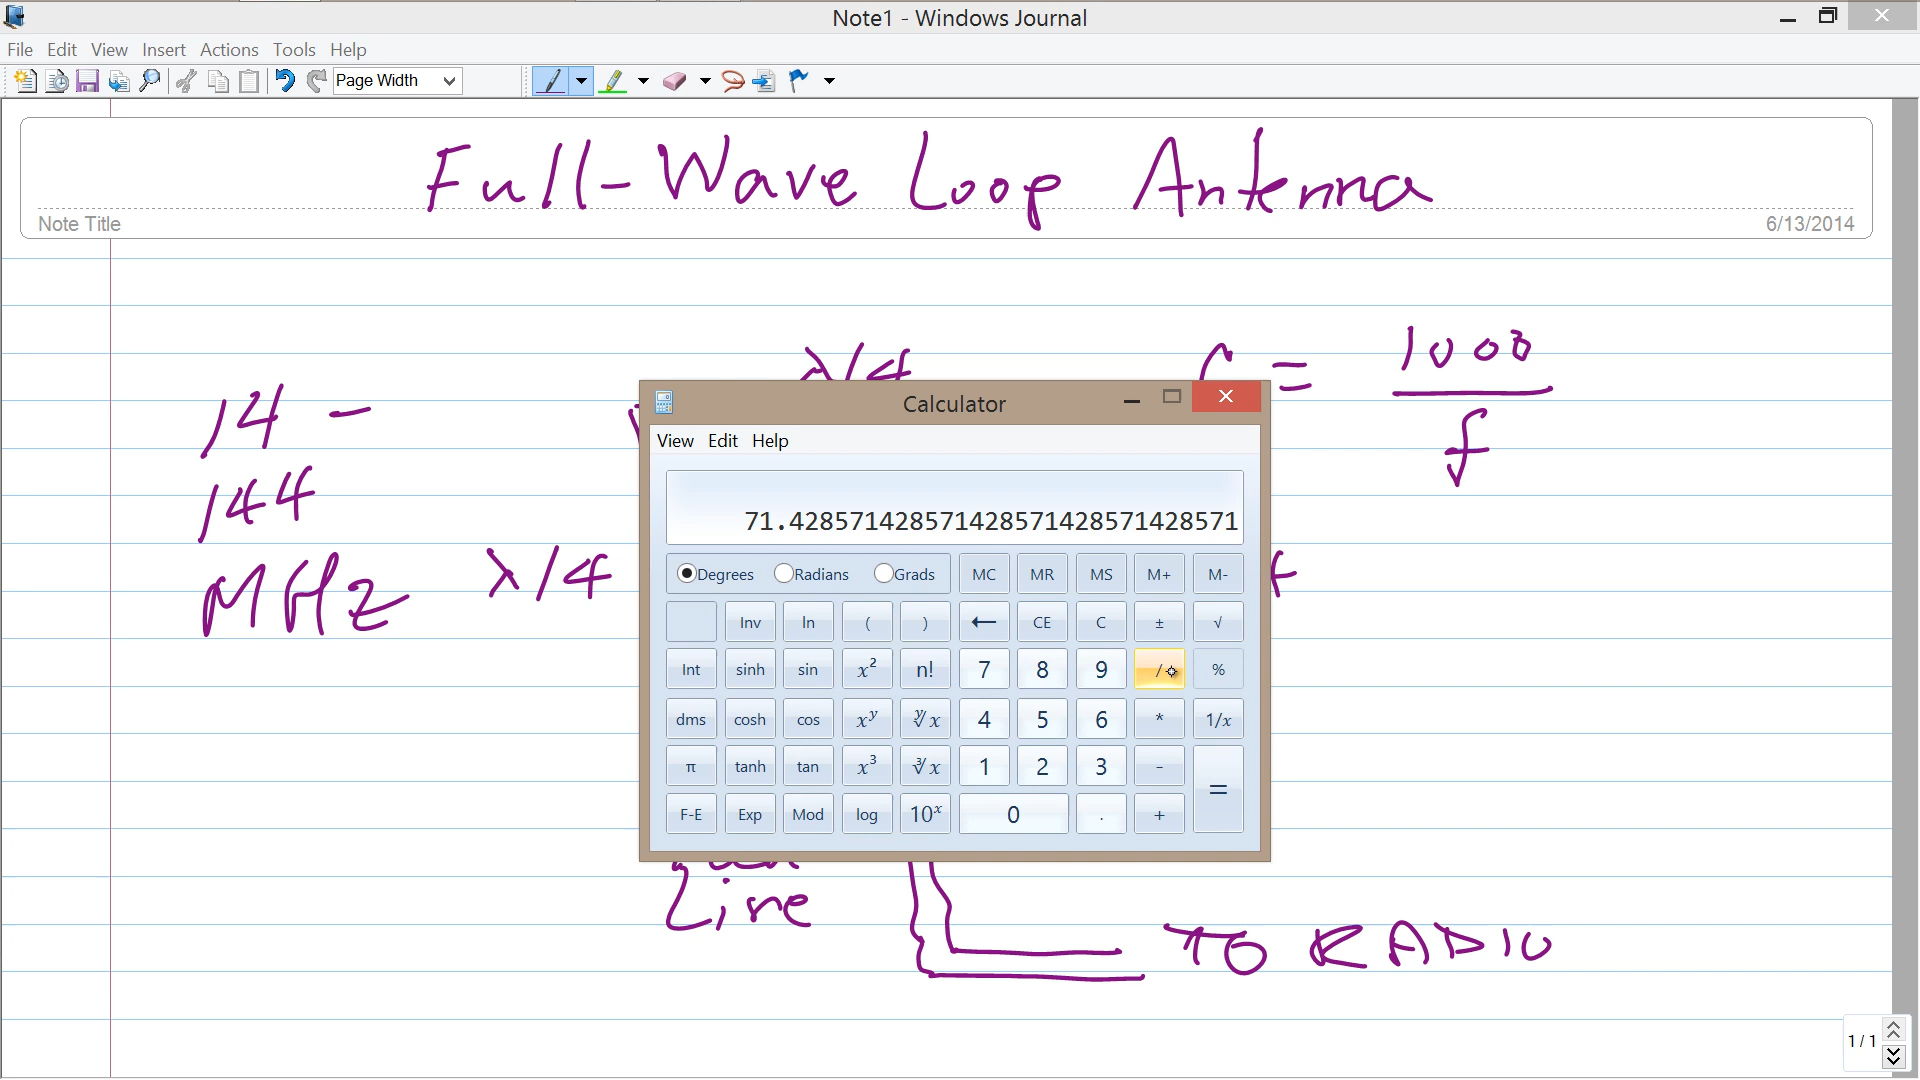 Note1 - Windows Journal
File Edit View Insert Actions Tools Help
Page Width
Full-Wave Loop Antenna
Note Title
6/13/2014
λ/4
= 1000
f
14 -
144
MHz
λ/4
Calculator
View Edit Help
71.428571428571428571428571428571
Degrees Radians Grads MC MR MS M+ M-
Inv ln ( ) ← CE C ± √
Int sinh sin x² n! 7 8 9 / %
dms cosh cos xʸ ʸ√x 4 5 6 * 1/x
π tanh tan x³ ³√x 1 2 3 - =
F-E Exp Mod log 10ˣ 0 . +
Line
TO RADIO
1 / 1